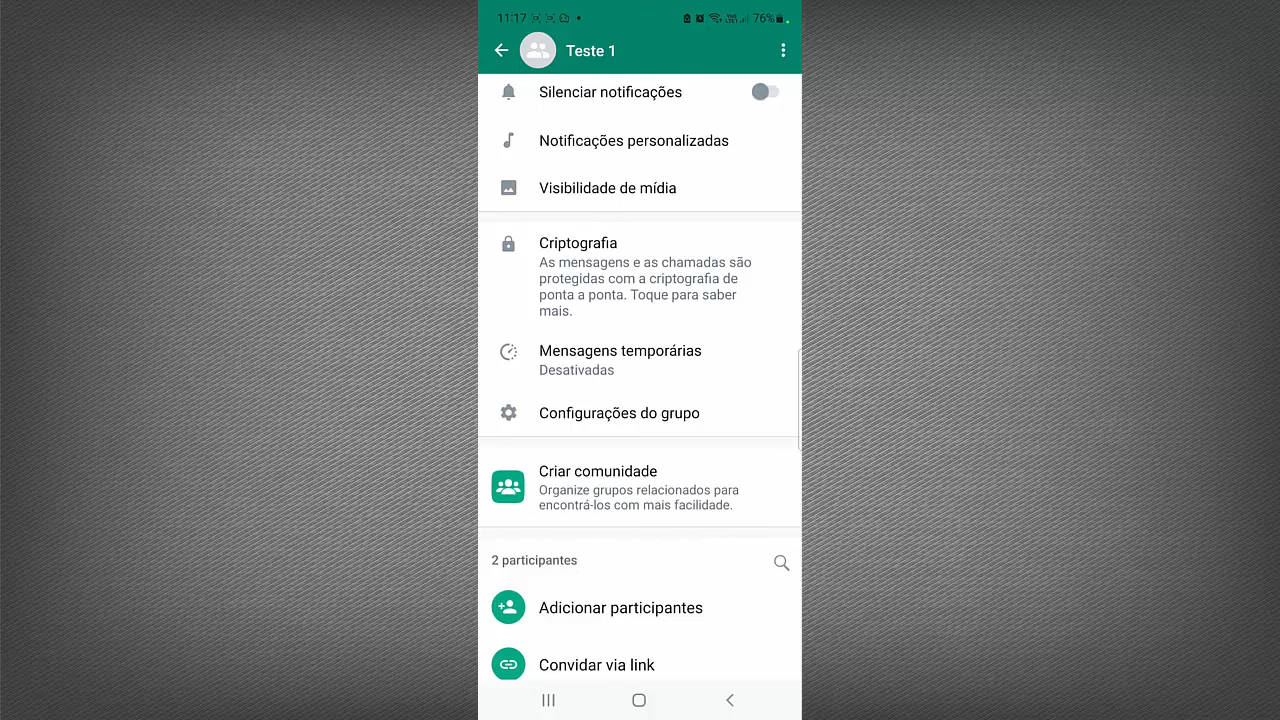 11:17
76%
Teste 1
Silenciar notificações
Notificações personalizadas
Visibilidade de mídia
Criptografia
As mensagens e as chamadas são
protegidas com a criptografia de
ponta a ponta. Toque para saber
mais.
Mensagens temporárias
Desativadas
Configurações do grupo
Criar comunidade
Organize grupos relacionados para
encontrá-los com mais facilidade.
2 participantes
Adicionar participantes
Convidar via link